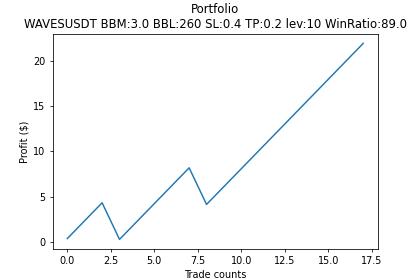 Portfolio
WAVESUSDT BBM:3.0 BBL:260 SL:0.4 TP:0.2 lev:10 WinRatio:89.0
20
15
10
5
0
Profit ($)
0.0 2.5 5.0 7.5 10.0 12.5 15.0 17.5
Trade counts